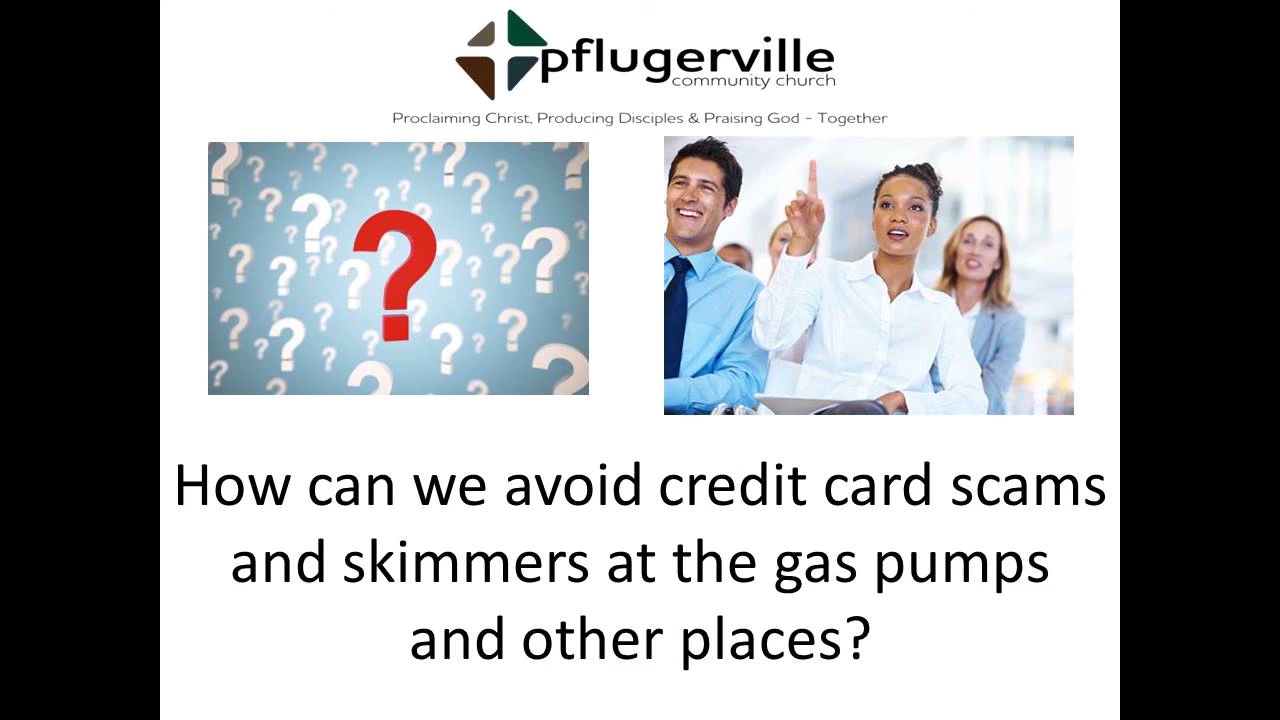 pflugerville
community church
Proclaiming Christ, Producing Disciples & Praising God - Together
?
How can we avoid credit card scams
and skimmers at the gas pumps
and other places?